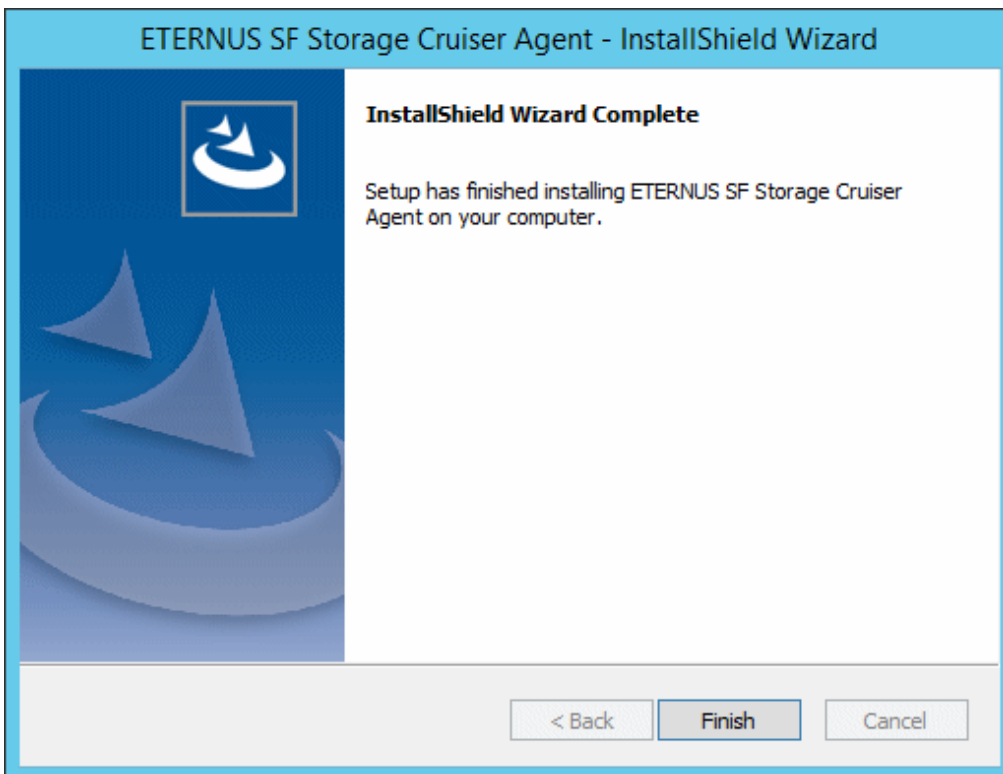 ETERNUS SF Storage Cruiser Agent - InstallShield Wizard
InstallShield Wizard Complete
Setup has finished installing ETERNUS SF Storage Cruiser
Agent on your computer.
< Back
Finish
Cancel